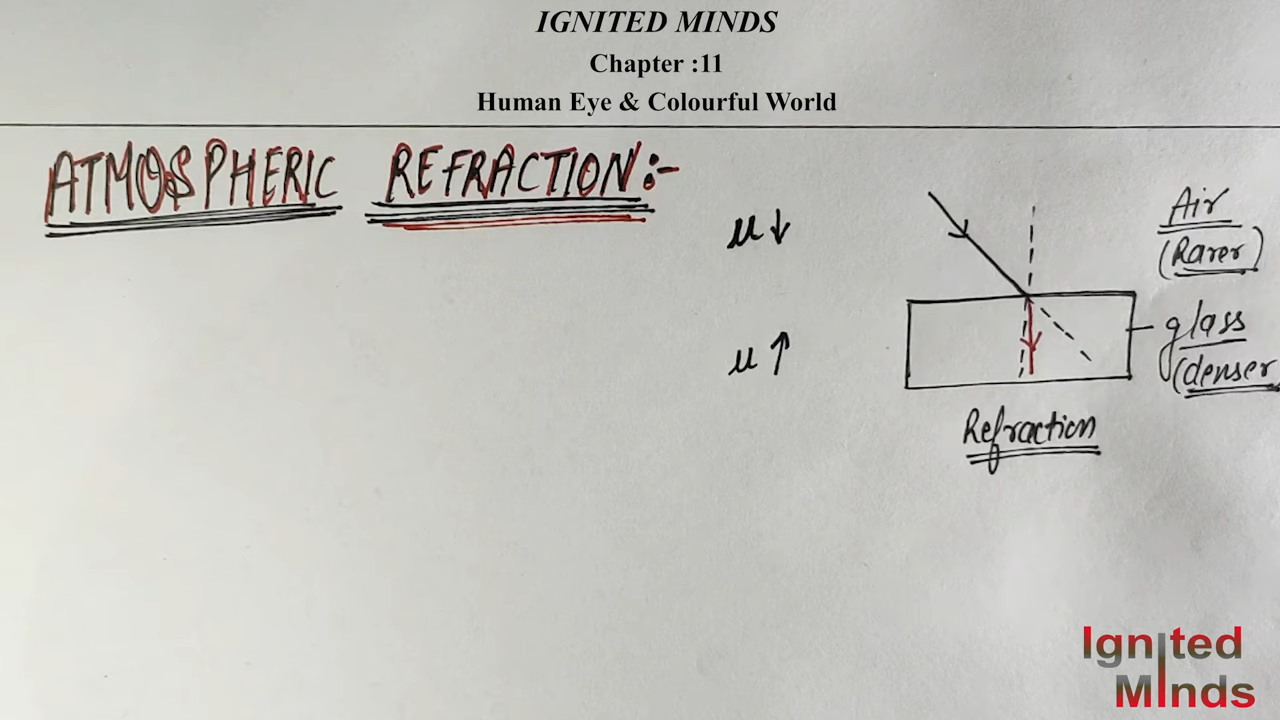 IGNITED MINDS
Chapter :11
Human Eye & Colourful World
ATMOSPHERIC REFRACTION:-
μ↓
Air
(Rarer)
μ↑
glass
(denser
Refraction
Ignited
Minds